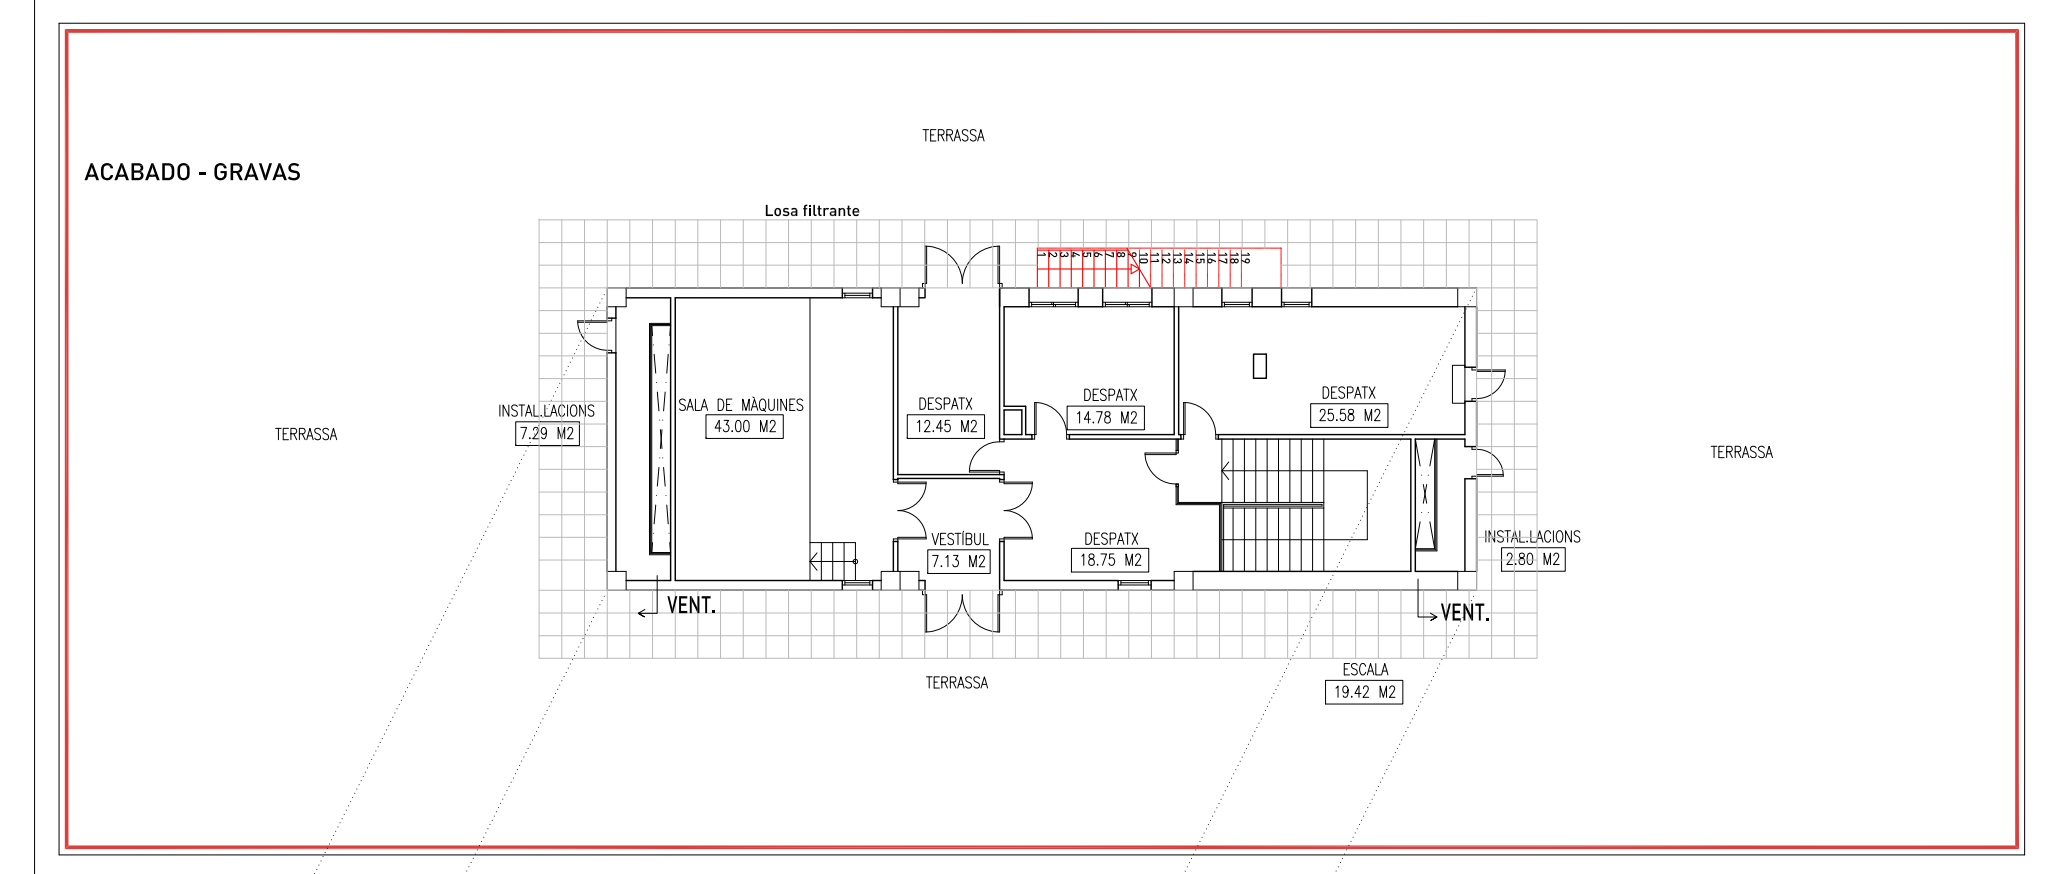 TERRASSA
ACABADO - GRAVAS
Losa filtrante
1 2 3 4 5 6 7 8 9 10 11 12 13 14 15 16 17 18 19
INSTAL.LACIONS
7.29 M2
SALA DE MÀQUINES
43.00 M2
DESPATX
12.45 M2
DESPATX
14.78 M2
DESPATX
25.58 M2
TERRASSA
TERRASSA
VESTÍBUL
7.13 M2
DESPATX
18.75 M2
INSTAL.LACIONS
2.80 M2
VENT.
VENT.
ESCALA
19.42 M2
TERRASSA